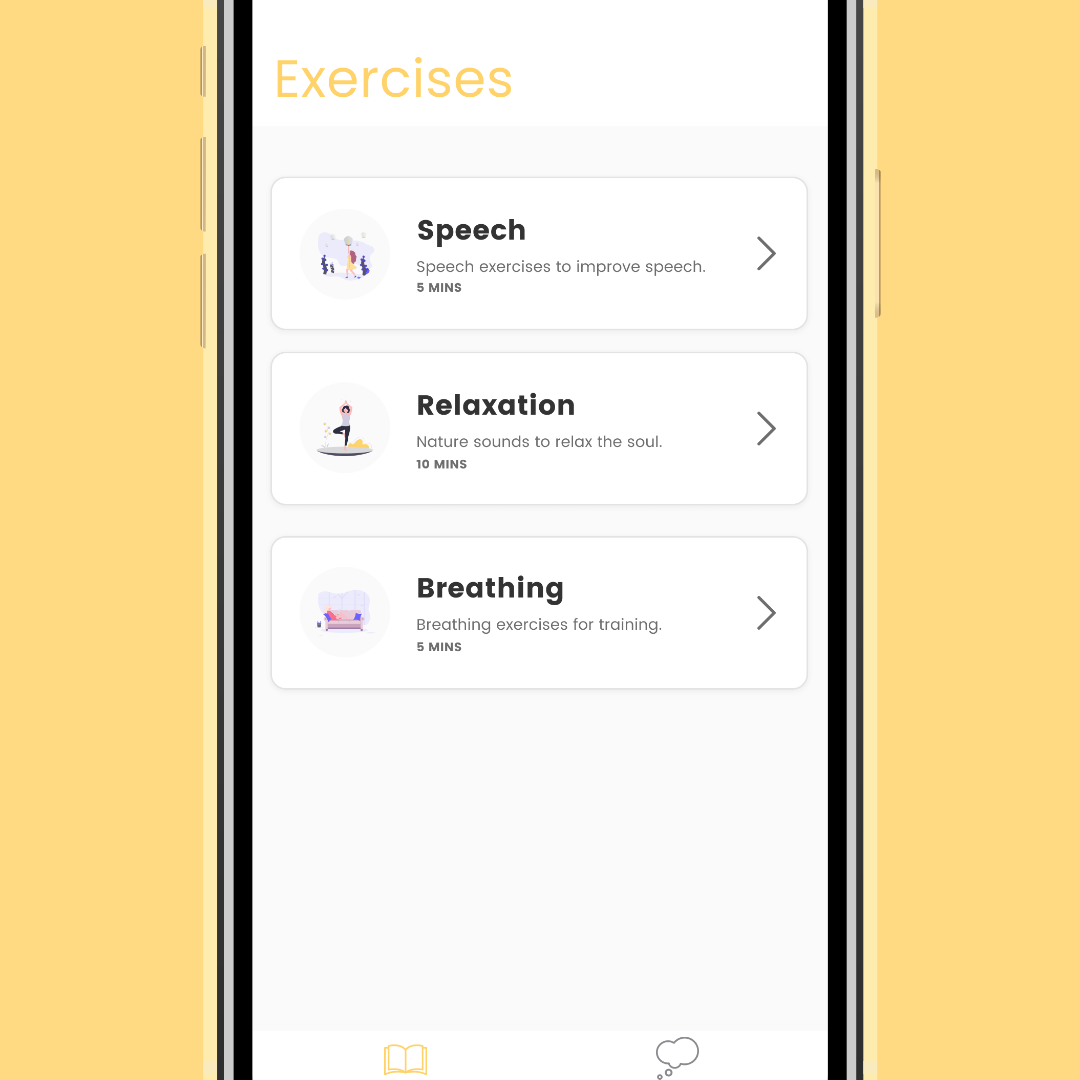 Exercises
Speech
Speech exercises to improve speech.
5 MINS
Relaxation
Nature sounds to relax the soul.
10 MINS
Breathing
Breathing exercises for training.
5 MINS